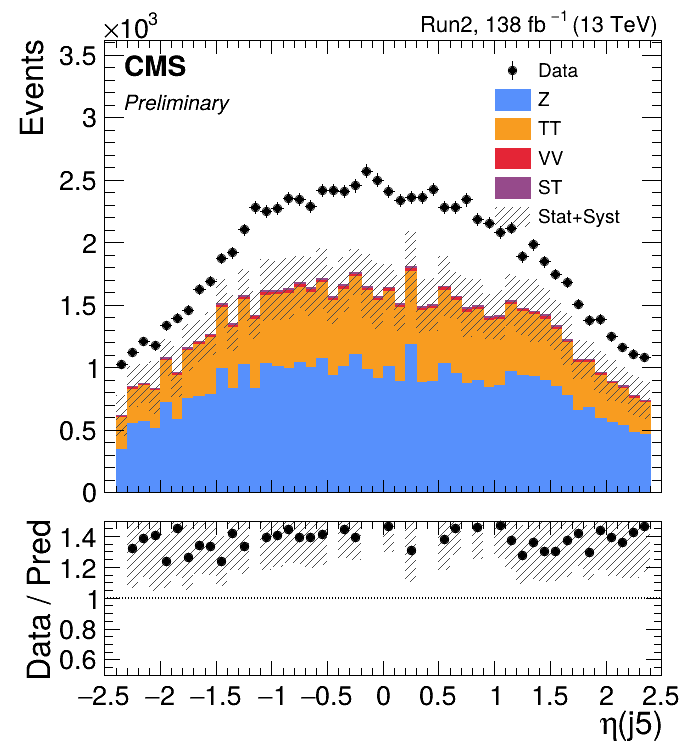 ×10³
Run2, 138 fb⁻¹ (13 TeV)
Events
3.5
3
2.5
2
1.5
1
0.5
0
CMS
Preliminary
Data
Z
TT
VV
ST
Stat+Syst
Data / Pred
1.4
1.2
1
0.8
0.6
−2.5 −2 −1.5 −1 −0.5 0 0.5 1 1.5 2 2.5
η(j5)